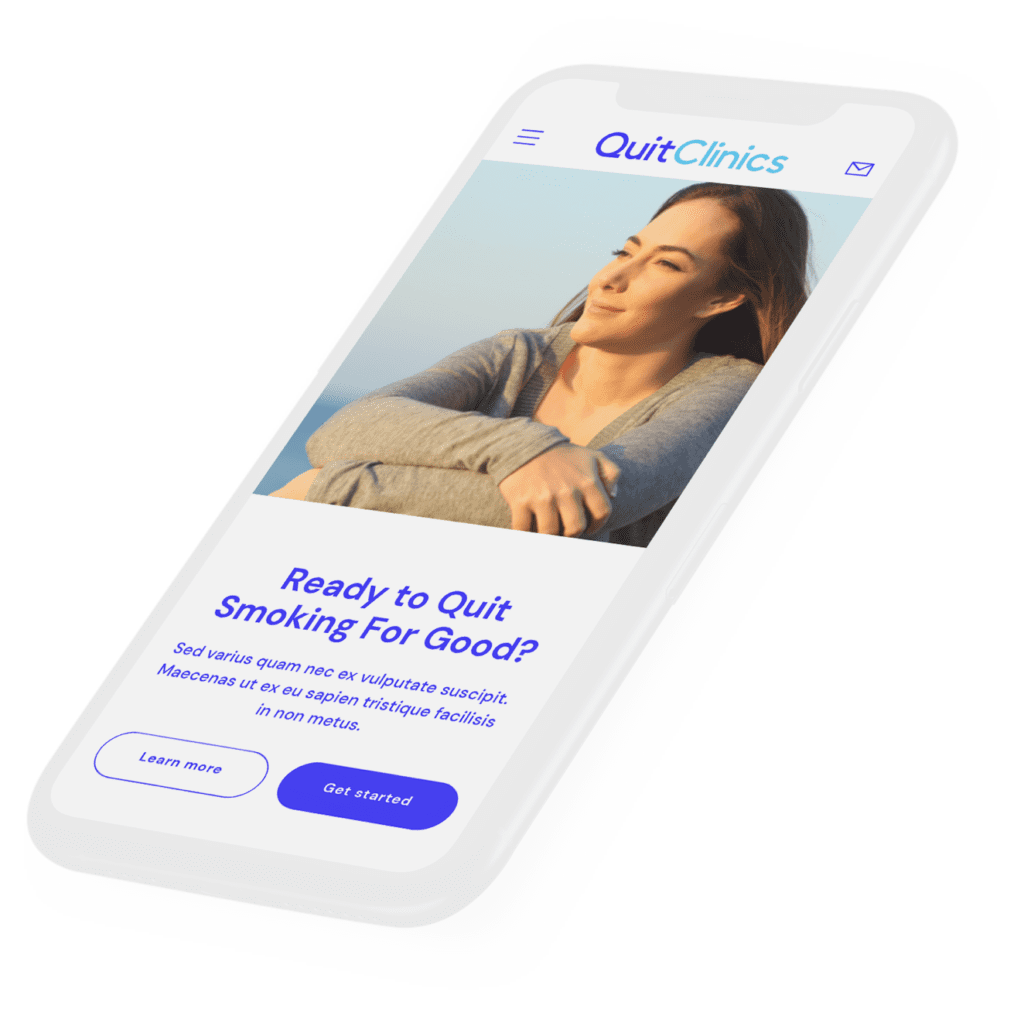 QuitClinics
Ready to Quit
Smoking For Good?
Sed varius quam nec ex vulputate suscipit.
Maecenas ut ex eu sapien tristique facilisis
in non metus.
Learn more
Get started